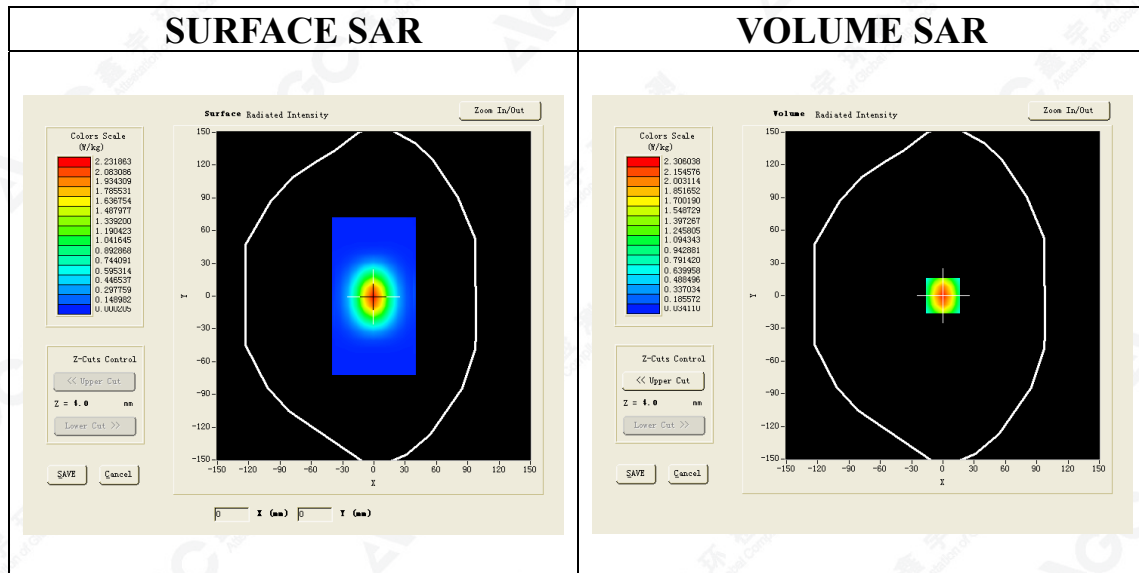 SURFACE SAR
VOLUME SAR
Surface Radiated Intensity
Zoom In/Out
Colors Scale
(W/kg)
2.231863
2.083086
1.934309
1.785531
1.636754
1.487977
1.339200
1.190423
1.041645
0.892868
0.744091
0.595314
0.446537
0.297759
0.148982
0.000205
150
120
90
60
30
0
-30
-60
-90
-120
-150
Y
-150 -120 -90 -60 -30 0 30 60 90 120 150
X
Z-Cuts Control
<< Upper Cut
Z = 4.0 mm
Lower Cut >>
SAVE Cancel
0 X (mm) 0 Y (mm)
Volume Radiated Intensity
Zoom In/Out
Colors Scale
(W/kg)
2.306038
2.154576
2.003114
1.851652
1.700190
1.548729
1.397267
1.245805
1.094343
0.942881
0.791420
0.639958
0.488496
0.337034
0.185572
0.034110
150
120
90
60
30
0
-30
-60
-90
-120
-150
Y
-150 -120 -90 -60 -30 0 30 60 90 120 150
X
Z-Cuts Control
<< Upper Cut
Z = 4.0 mm
Lower Cut >>
SAVE Cancel